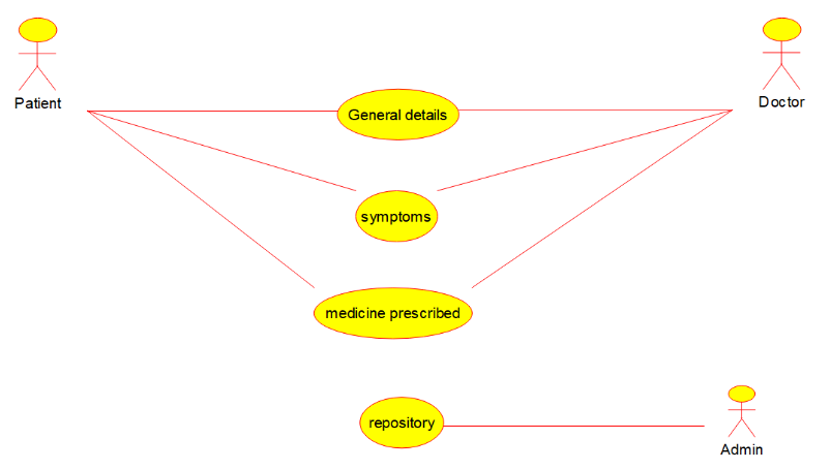 Patient
Doctor
General details
symptoms
medicine prescribed
repository
Admin